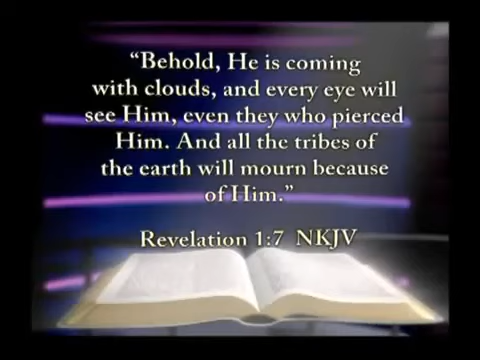 “Behold, He is coming
with clouds, and every eye will
see Him, even they who pierced
Him. And all the tribes of
the earth will mourn because
of Him.”
Revelation 1:7 NKJV